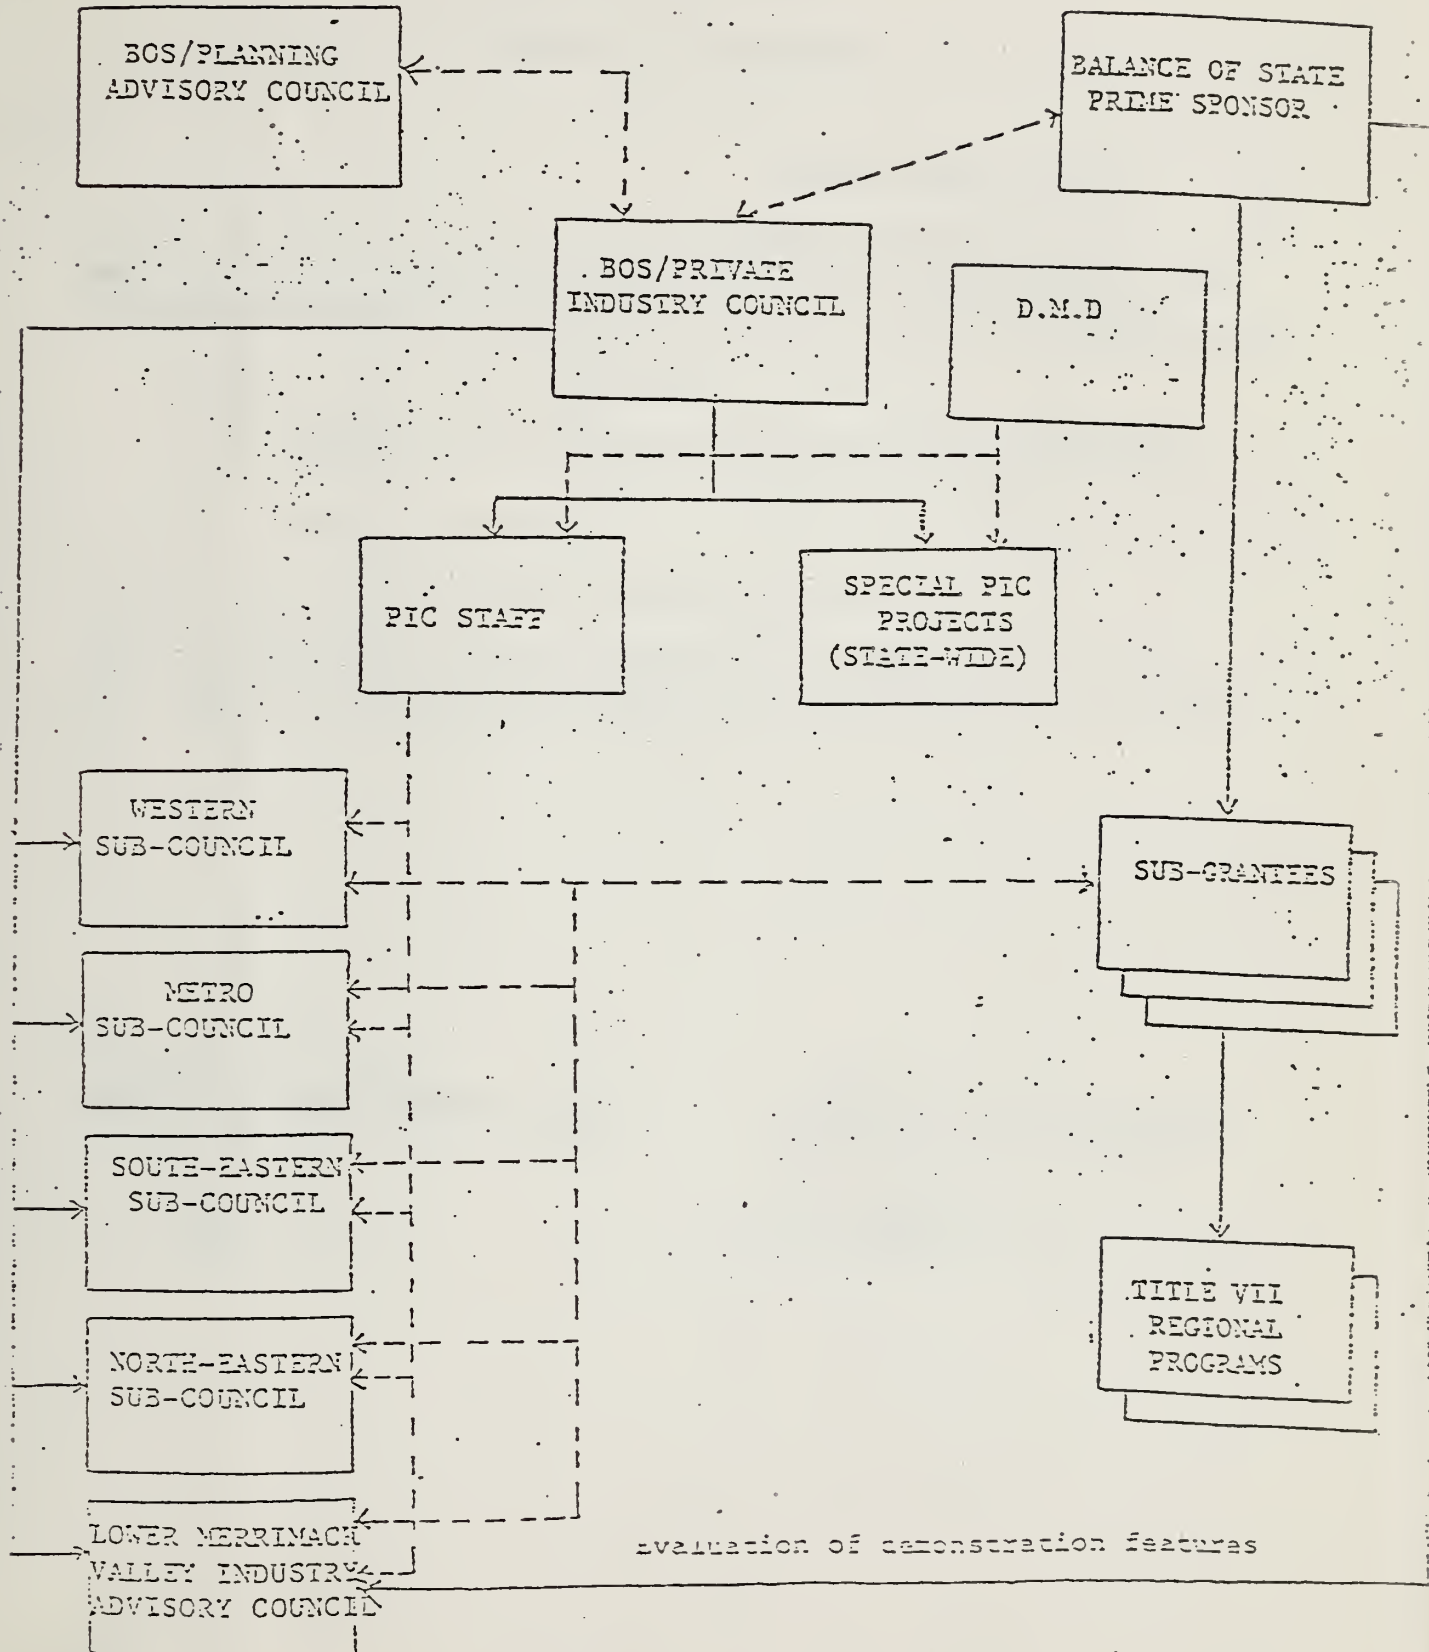 BOS/PLANNING
ADVISORY COUNCIL
BALANCE OF STATE
PRIME SPONSOR
BOS/PRIVATE
INDUSTRY COUNCIL
D.M.D
PIC STAFF
SPECIAL PIC
PROJECTS
(STATE-WIDE)
WESTERN
SUB-COUNCIL
SUB-GRANTEES
METRO
SUB-COUNCIL
SOUTH-EASTERN
SUB-COUNCIL
NORTH-EASTERN
SUB-COUNCIL
TITLE VII
REGIONAL
PROGRAMS
LOWER MERRIMACH
VALLEY INDUSTRY
ADVISORY COUNCIL
Evaluation of demonstration features